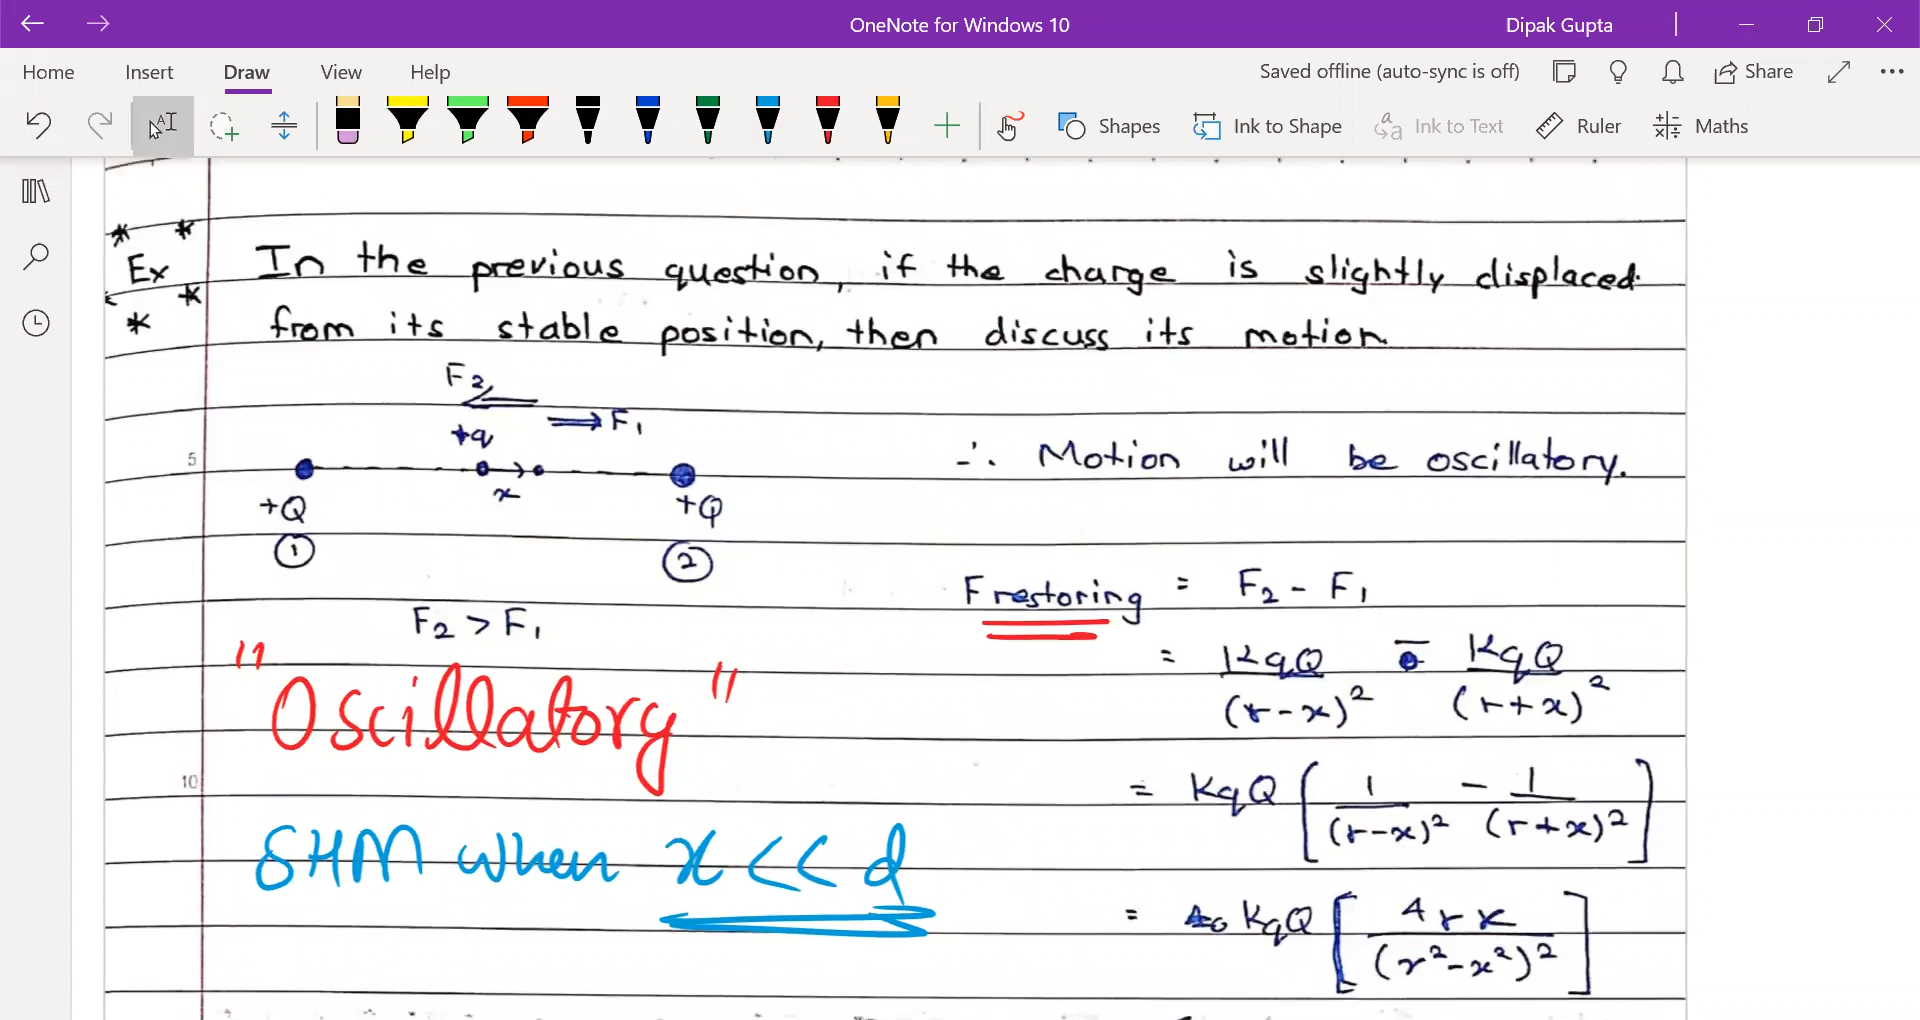 OneNote for Windows 10
Dipak Gupta
Home Insert Draw View Help
Saved offline (auto-sync is off)
Share
Shapes
Ink to Shape
Ink to Text
Ruler
Maths
Ex
In the previous question, if the charge is slightly displaced
from its stable position, then discuss its motion.
F₂
F₁
+q
5
x
+Q
+Q
①
②
F₂ > F₁
"Oscillatory"
10
SHM when x << d
∴ Motion will be oscillatory.
F restoring = F₂ - F₁
= KqQ/(r-x)² - KqQ/(r+x)²
= KqQ [1/(r-x)² - 1/(r+x)²]
= KqQ [4rx/(r²-x²)²]